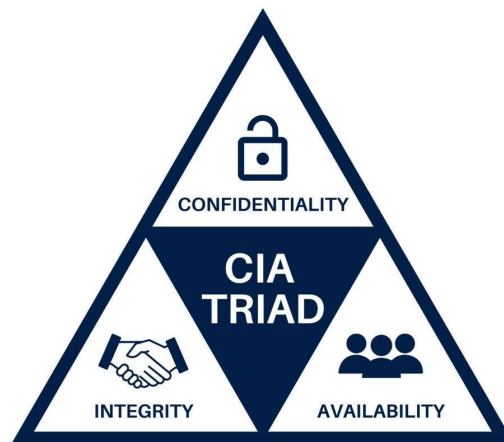 CONFIDENTIALITY
CIA
TRIAD
INTEGRITY
AVAILABILITY